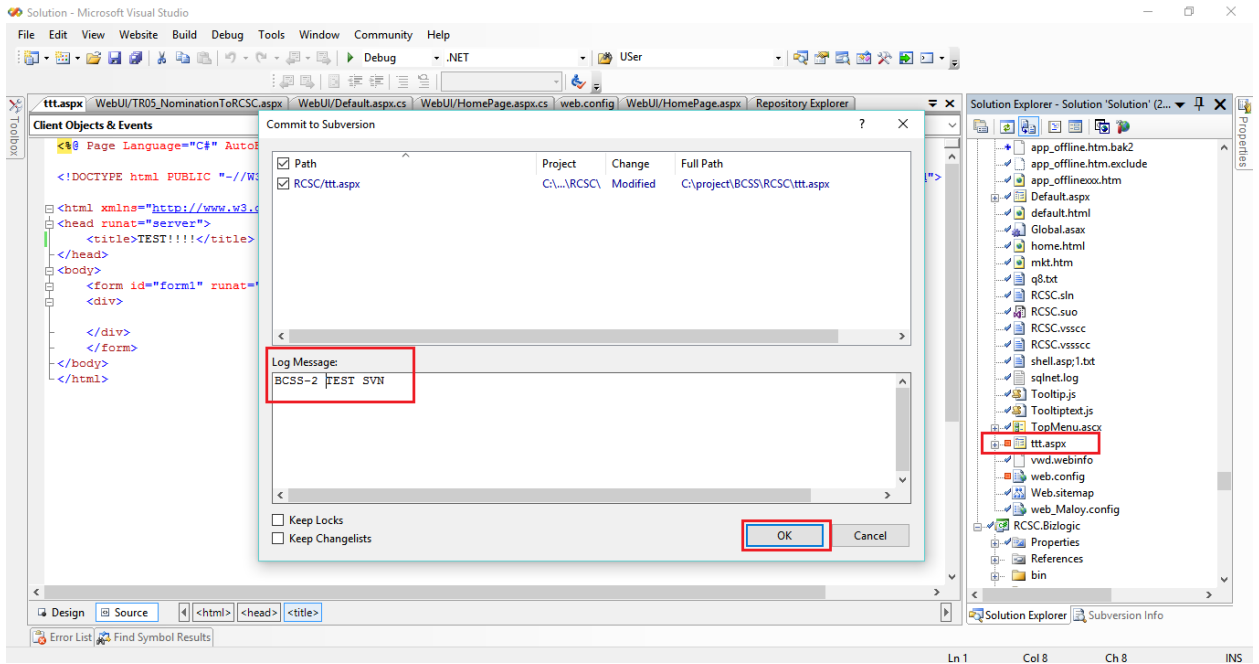 Solution - Microsoft Visual Studio
File Edit View Website Build Debug Tools Window Community Help
Debug .NET USer
ttt.aspx WebUI/TR05_NominationToRCSC.aspx WebUI/Default.aspx.cs WebUI/HomePage.aspx.cs web.config WebUI/HomePage.aspx Repository Explorer
Toolbox
Client Objects & Events
<%@ Page Language="C#"
<!DOCTYPE html PUBLIC "-//W3
">
<html xmlns="http://www.w3.
<head runat="server">
<title>TEST!!!!</title>
</head>
<body>
<form id="form1" runat="
<div>
</div>
</form>
</body>
</html>
Commit to Subversion
Path Project Change Full Path
RCSC/ttt.aspx C:\...\RCSC\ Modified C:\project\BCSS\RCSC\ttt.aspx
Log Message:
BCSS-2 TEST SVN
Keep Locks
Keep Changelists
OK Cancel
Solution Explorer - Solution 'Solution' (2...
app_offline.htm.bak2
app_offline.htm.exclude
app_offlinexxx.htm
Default.aspx
default.html
Global.asax
home.html
mkt.htm
q8.txt
RCSC.sln
RCSC.suo
RCSC.vsscc
RCSC.vssscc
shell.asp;1.txt
sqlnet.log
Tooltip.js
Tooltiptext.js
TopMenu.ascx
ttt.aspx
vwd.webinfo
web.config
Web.sitemap
web_Maloy.config
RCSC.Bizlogic
Properties
References
bin
Properties
Design Source <html> <head> <title>
Solution Explorer Subversion Info
Error List Find Symbol Results
Ln 1 Col 8 Ch 8 INS